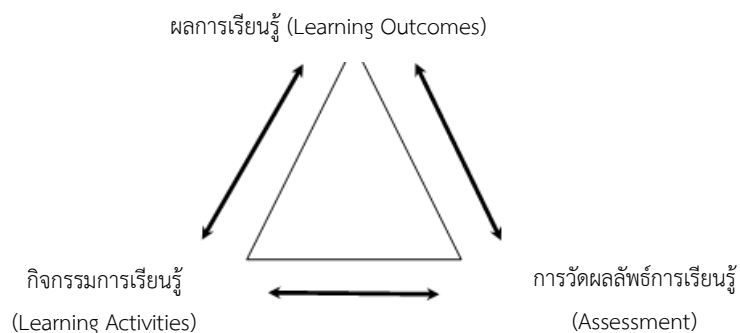 ผลการเรียนรู้ (Learning Outcomes)
กิจกรรมการเรียนรู้
(Learning Activities)
การวัดผลลัพธ์การเรียนรู้
(Assessment)